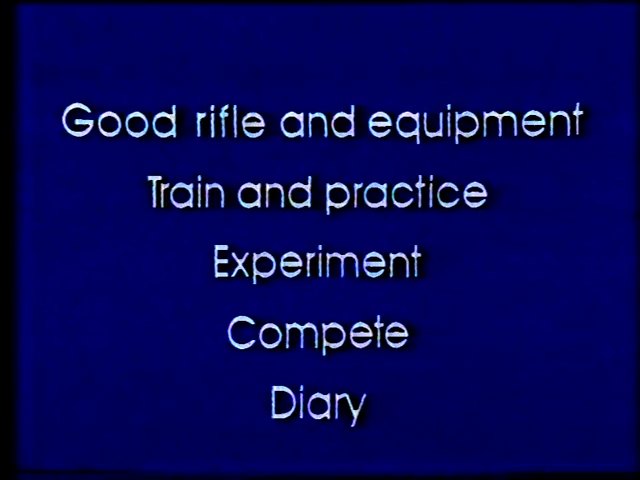 Good rifle and equipment
Train and practice
Experiment
Compete
Diary